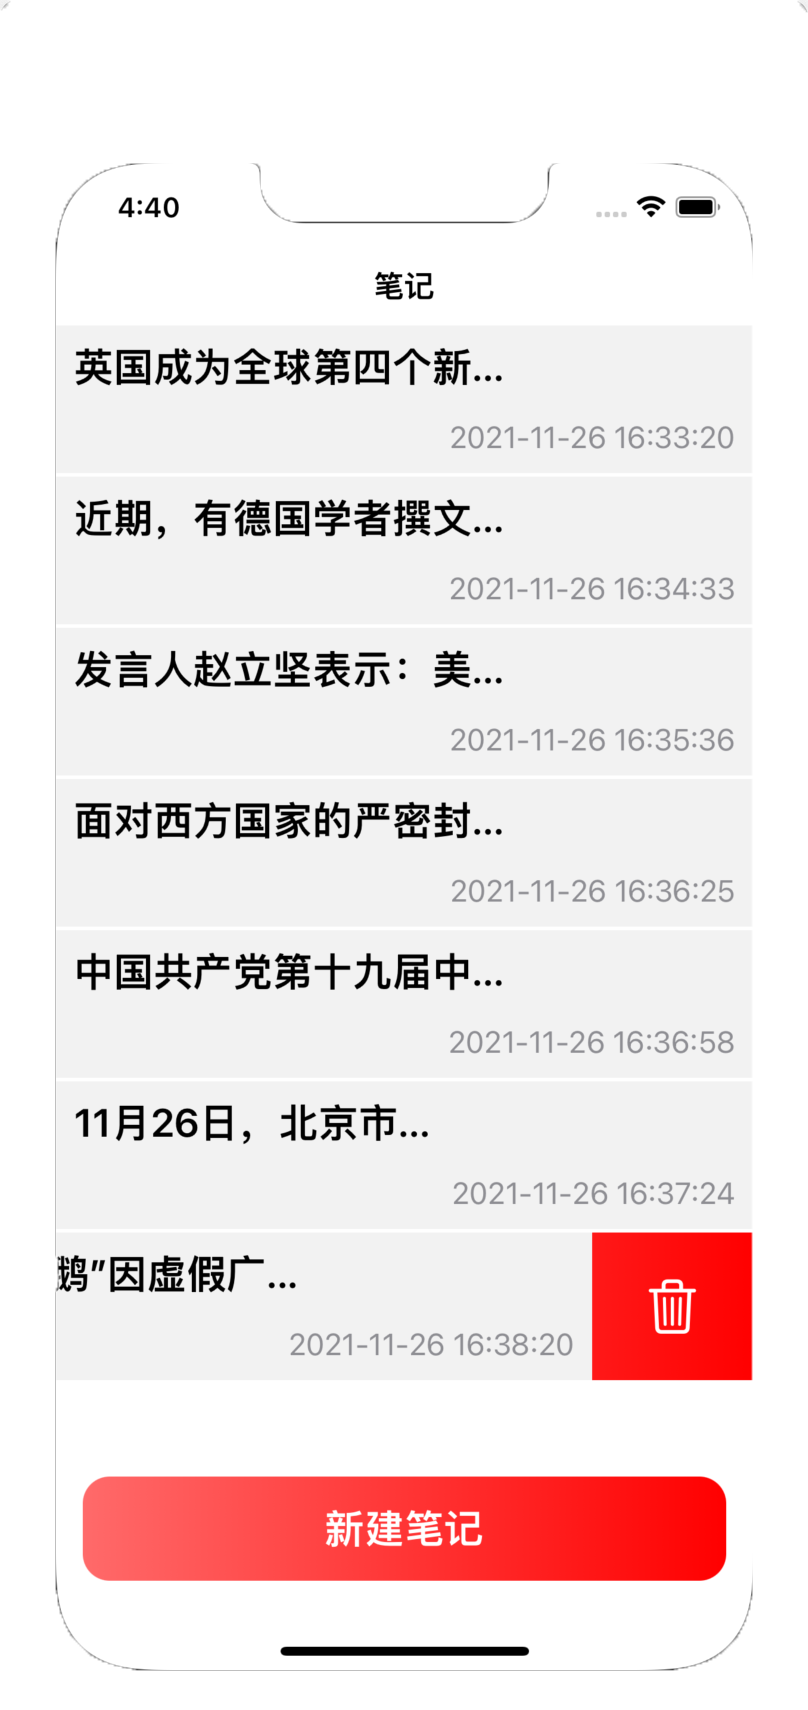 4:40
笔记
英国成为全球第四个新...
2021-11-26 16:33:20
近期，有德国学者撰文...
2021-11-26 16:34:33
发言人赵立坚表示：美...
2021-11-26 16:35:36
面对西方国家的严密封...
2021-11-26 16:36:25
中国共产党第十九届中...
2021-11-26 16:36:58
11月26日，北京市...
2021-11-26 16:37:24
鹅”因虚假广...
2021-11-26 16:38:20
新建笔记